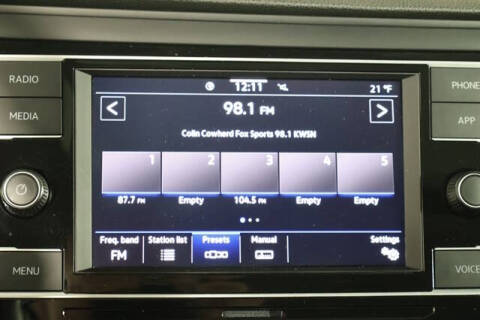 RADIO
MEDIA
MENU
12:11
21 °F
98.1 FM
Colin Cowherd Fox Sports 98.1 KWSN
1 2 3 4 5
87.7 FM Empty 104.5 FM Empty Empty
Freq. band Station list Presets Manual Settings
FM
PHONE
APP
VOICE